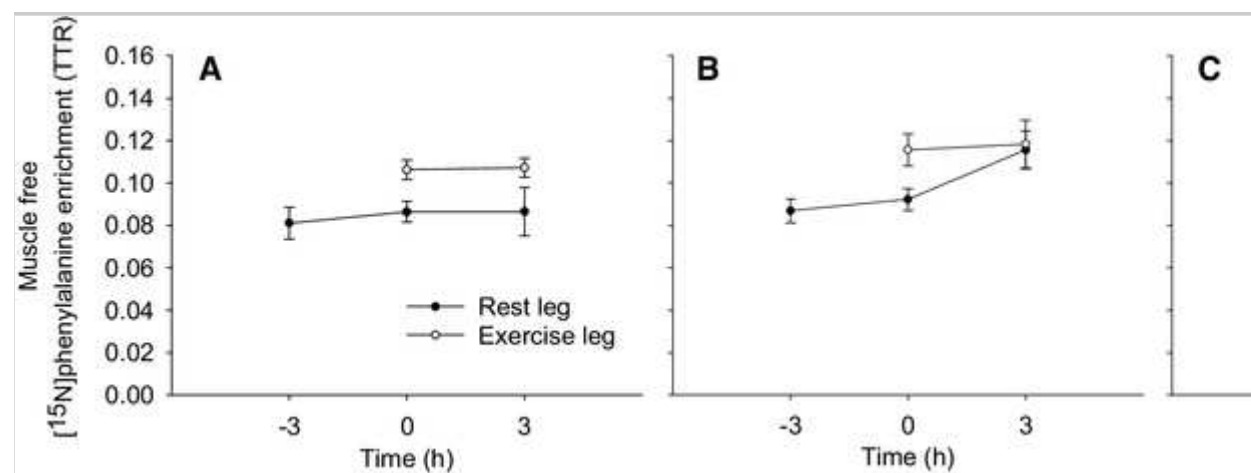 Muscle free
[15N]phenylalanine enrichment (TTR)
0.16
0.14
0.12
0.10
0.08
0.06
0.04
0.02
0.00
A
Rest leg
Exercise leg
-3 0 3
Time (h)
B
-3 0 3
Time (h)
C